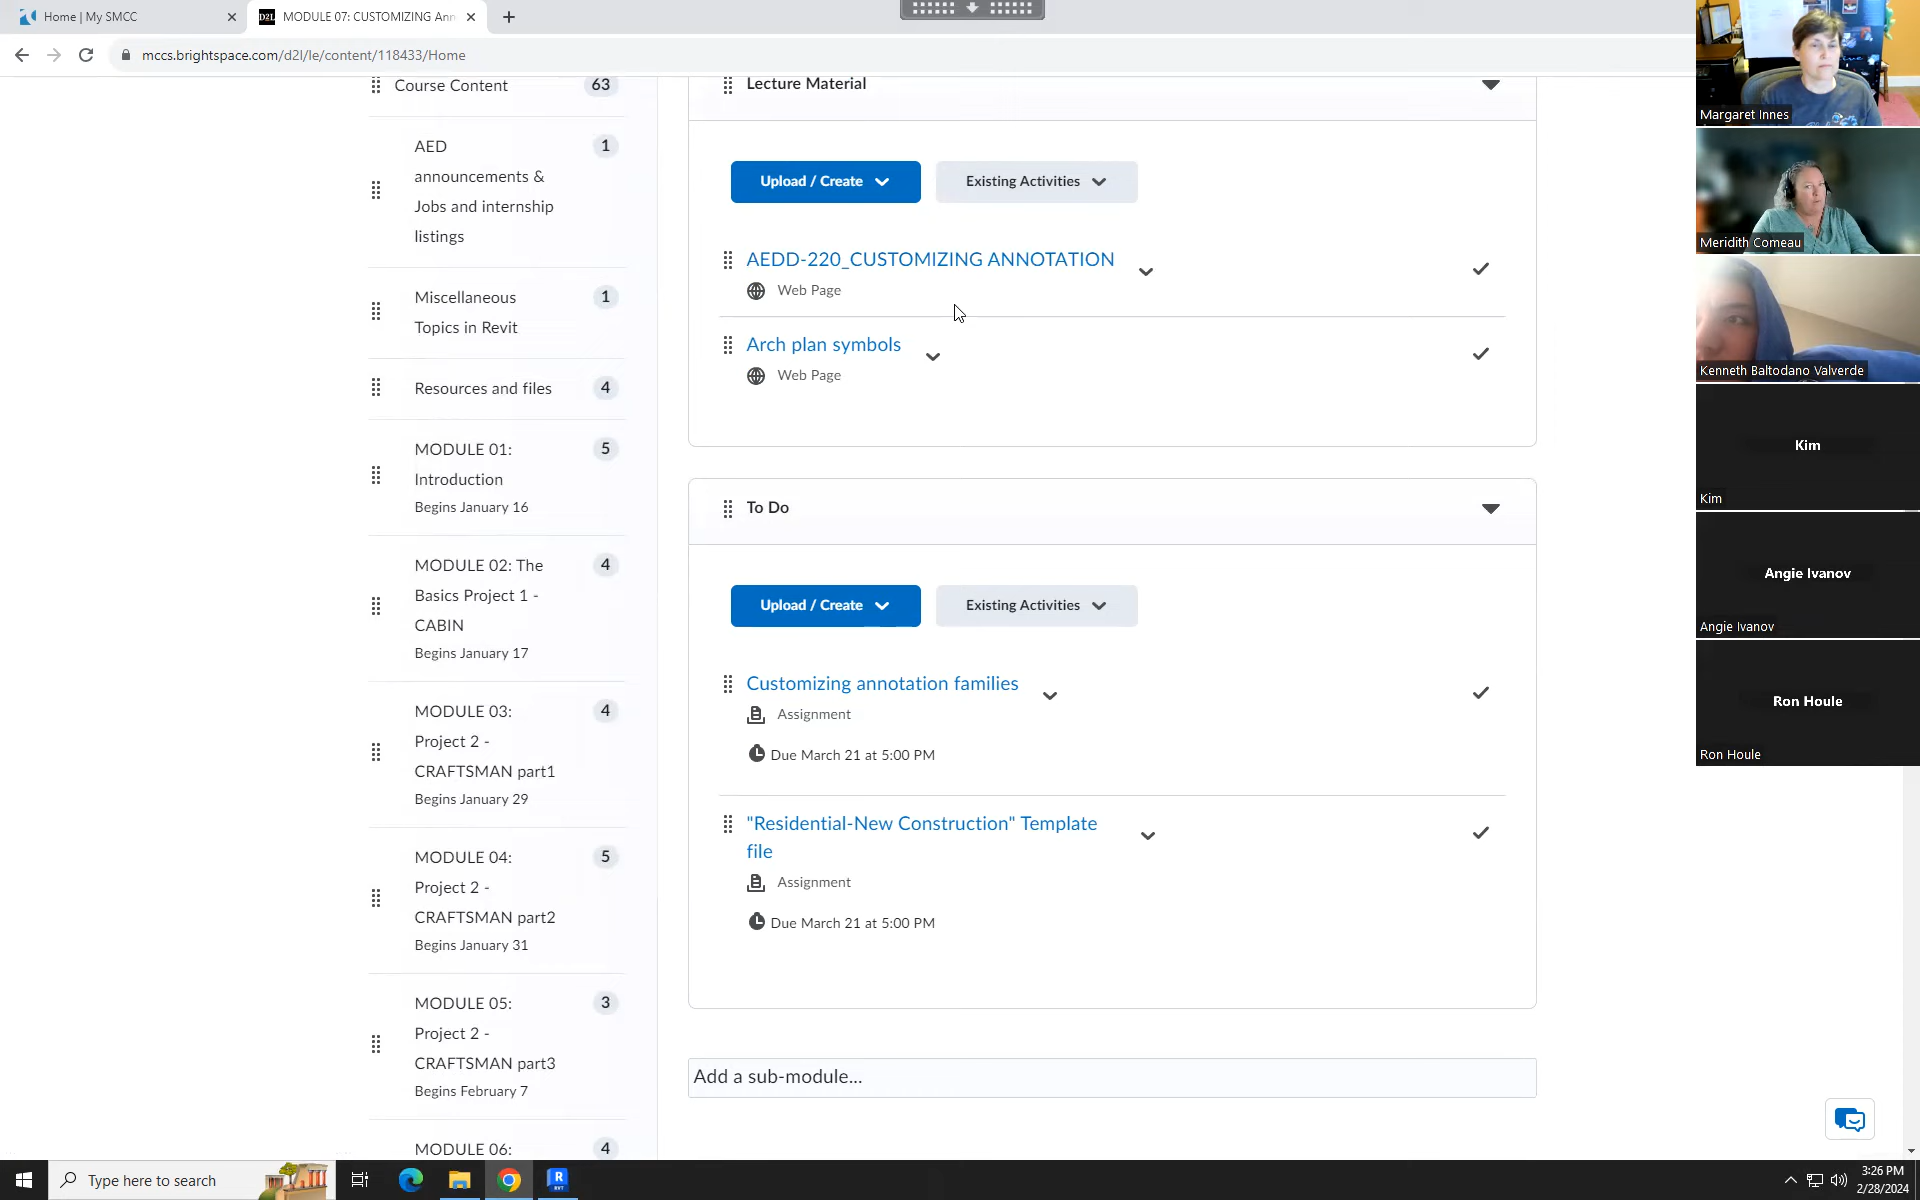 Home | My SMCC
D2L
MODULE 07: CUSTOMIZING Ann
mccs.brightspace.com/d2l/le/content/118433/Home
Course Content
63
AED
announcements &
Jobs and internship
listings
1
Miscellaneous
Topics in Revit
1
Resources and files
4
MODULE 01:
Introduction
Begins January 16
5
MODULE 02: The
Basics Project 1 -
CABIN
Begins January 17
4
MODULE 03:
Project 2 -
CRAFTSMAN part1
Begins January 29
4
MODULE 04:
Project 2 -
CRAFTSMAN part2
Begins January 31
5
MODULE 05:
Project 2 -
CRAFTSMAN part3
Begins February 7
3
MODULE 06:
4
Lecture Material
Upload / Create
Existing Activities
AEDD-220_CUSTOMIZING ANNOTATION
Web Page
Arch plan symbols
Web Page
To Do
Upload / Create
Existing Activities
Customizing annotation families
Assignment
Due March 21 at 5:00 PM
"Residential-New Construction" Template
file
Assignment
Due March 21 at 5:00 PM
Add a sub-module...
Margaret Innes
Meridith Comeau
Kenneth Baltodano Valverde
Kim
Kim
Angie Ivanov
Angie Ivanov
Ron Houle
Ron Houle
Type here to search
R
RVT
3:26 PM
2/28/2024